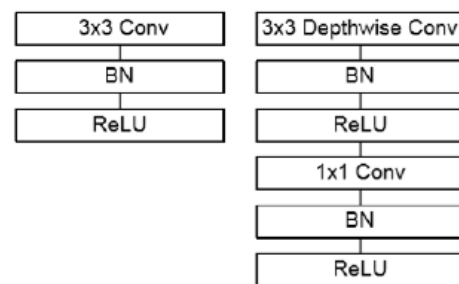 3x3 Conv
BN
ReLU
3x3 Depthwise Conv
BN
ReLU
1x1 Conv
BN
ReLU